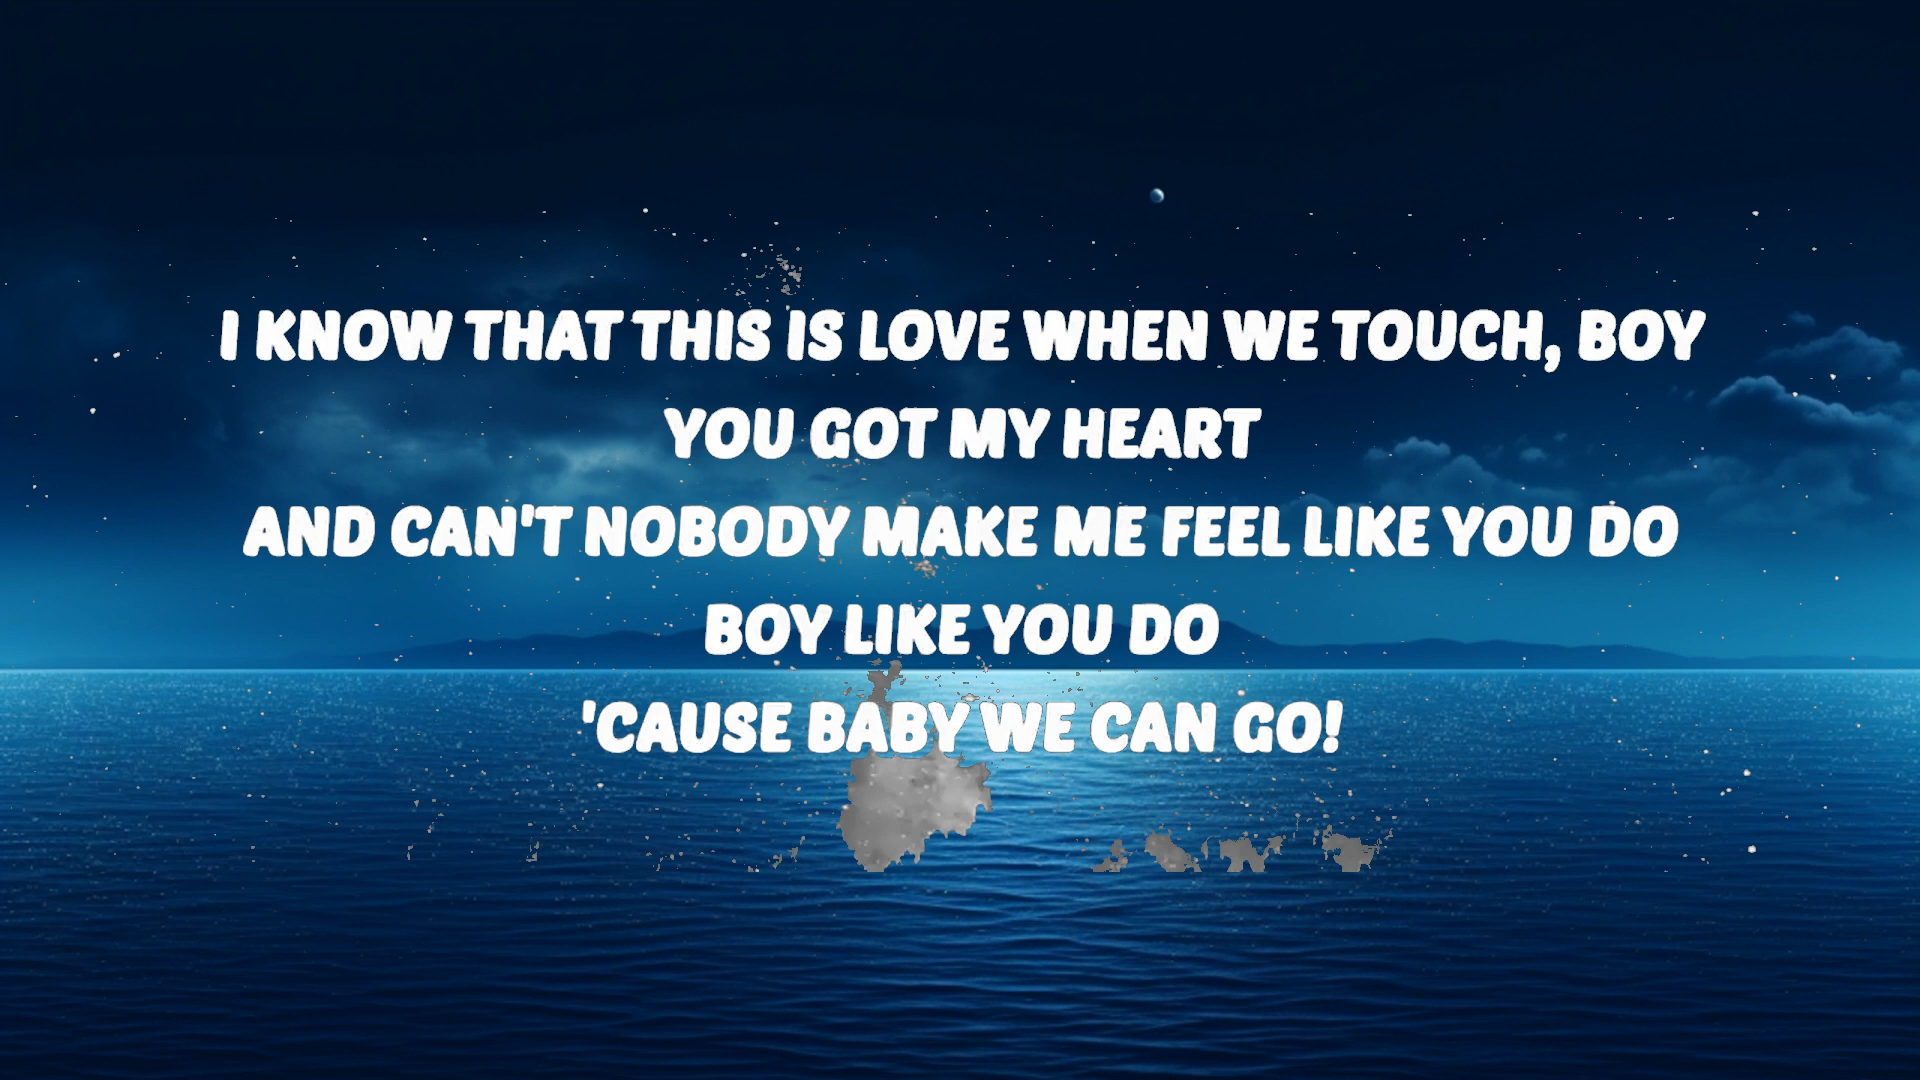 I KNOW THAT THIS IS LOVE WHEN WE TOUCH, BOY
YOU GOT MY HEART
AND CAN'T NOBODY MAKE ME FEEL LIKE YOU DO
BOY LIKE YOU DO
'CAUSE BABY WE CAN GO!